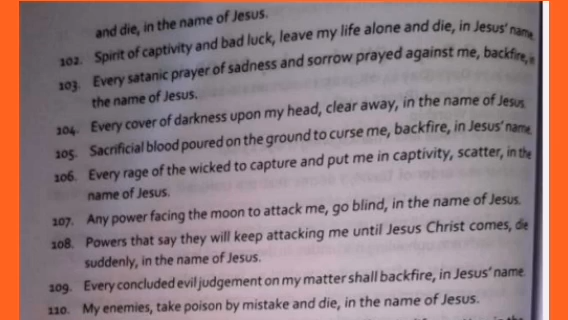 and die, in the name of Jesus.
102. Spirit of captivity and bad luck, leave my life alone and die, in Jesus' name.
103. Every satanic prayer of sadness and sorrow prayed against me, backfire, in
the name of Jesus.
104. Every cover of darkness upon my head, clear away, in the name of Jesus.
105. Sacrificial blood poured on the ground to curse me, backfire, in Jesus' name.
106. Every rage of the wicked to capture and put me in captivity, scatter, in the
name of Jesus.
107. Any power facing the moon to attack me, go blind, in the name of Jesus.
108. Powers that say they will keep attacking me until Jesus Christ comes, die
suddenly, in the name of Jesus.
109. Every concluded evil judgement on my matter shall backfire, in Jesus' name.
110. My enemies, take poison by mistake and die, in the name of Jesus.